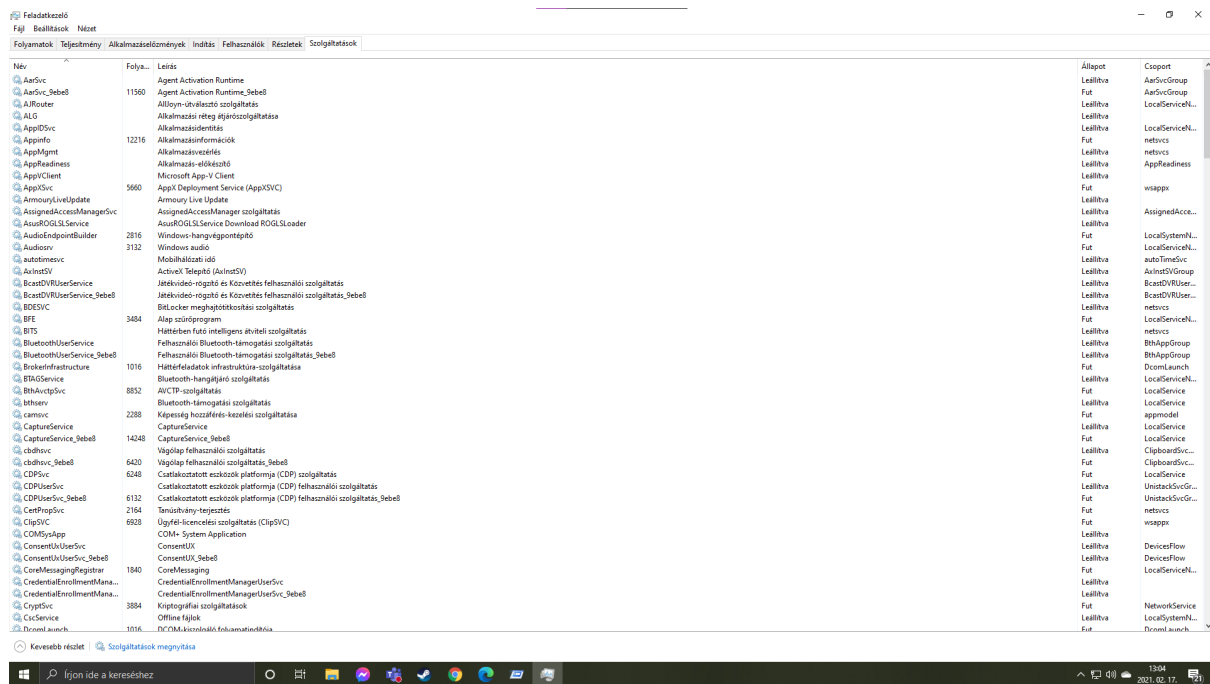 Feladatkezelő
Fájl Beállítások Nézet
Folyamatok Teljesítmény Alkalmazáselőzmények Indítás Felhasználók Részletek Szolgáltatások
Név Folya... Leírás Állapot Csoport
AarSvc Agent Activation Runtime Leállítva AarSvcGroup
AarSvc_9ebe8 11560 Agent Activation Runtime_9ebe8 Fut AarSvcGroup
AJRouter AllJoyn-útválasztó szolgáltatás Leállítva LocalServiceN...
ALG Alkalmazási réteg átjárószolgáltatása Leállítva
AppIDSvc Alkalmazásidentitás Leállítva LocalServiceN...
Appinfo 12216 Alkalmazásinformációk Fut netsvcs
AppMgmt Alkalmazásvezérlés Leállítva netsvcs
AppReadiness Alkalmazás-előkészítő Leállítva AppReadiness
AppVClient Microsoft App-V Client Leállítva
AppXSvc 5660 AppX Deployment Service (AppXSVC) Fut wsappx
ArmouryLiveUpdate Armoury Live Update Leállítva
AssignedAccessManagerSvc AssignedAccessManager szolgáltatás Leállítva AssignedAcce...
AsusROGLSLService AsusROGLSLService Download ROGLSLoader Leállítva
AudioEndpointBuilder 2816 Windows-hangvégpontépítő Fut LocalSystemN...
Audiosrv 3132 Windows audió Fut LocalServiceN...
autotimesvc Mobilhálózati idő Leállítva autoTimeSvc
AxInstSV ActiveX Telepítő (AxInstSV) Leállítva AxInstSVGroup
BcastDVRUserService Játékvideó-rögzítő és Közvetítés felhasználói szolgáltatás Leállítva BcastDVRUser...
BcastDVRUserService_9ebe8 Játékvideó-rögzítő és Közvetítés felhasználói szolgáltatás_9ebe8 Leállítva BcastDVRUser...
BDESVC BitLocker meghajtótitkosítási szolgáltatás Leállítva netsvcs
BFE 3484 Alap szűrőprogram Fut LocalServiceN...
BITS Háttérben futó intelligens átviteli szolgáltatás Leállítva netsvcs
BluetoothUserService Felhasználói Bluetooth-támogatási szolgáltatás Leállítva BthAppGroup
BluetoothUserService_9ebe8 Felhasználói Bluetooth-támogatási szolgáltatás_9ebe8 Leállítva BthAppGroup
BrokerInfrastructure 1016 Háttérfeladatok infrastruktúra-szolgáltatása Fut DcomLaunch
BTAGService Bluetooth-hangátjáró szolgáltatás Leállítva LocalServiceN...
BthAvctpSvc 8852 AVCTP-szolgáltatás Fut LocalService
bthserv Bluetooth-támogatási szolgáltatás Leállítva LocalService
camsvc 2288 Képesség hozzáférés-kezelési szolgáltatása Fut appmodel
CaptureService CaptureService Leállítva LocalService
CaptureService_9ebe8 14248 CaptureService_9ebe8 Fut LocalService
cbdhsvc Vágólap felhasználói szolgáltatás Leállítva ClipboardSvc...
cbdhsvc_9ebe8 6420 Vágólap felhasználói szolgáltatás_9ebe8 Fut ClipboardSvc...
CDPSvc 6248 Csatlakoztatott eszközök platformja (CDP) szolgáltatás Fut LocalService
CDPUserSvc Csatlakoztatott eszközök platformja (CDP) felhasználói szolgáltatás Leállítva UnistackSvcGr...
CDPUserSvc_9ebe8 6132 Csatlakoztatott eszközök platformja (CDP) felhasználói szolgáltatás_9ebe8 Fut UnistackSvcGr...
CertPropSvc 2164 Tanúsítvány-terjesztés Fut netsvcs
ClipSVC 6928 Ügyfél-licencelési szolgáltatás (ClipSVC) Fut wsappx
COMSysApp COM+ System Application Leállítva
ConsentUxUserSvc ConsentUX Leállítva DevicesFlow
ConsentUxUserSvc_9ebe8 ConsentUX_9ebe8 Leállítva DevicesFlow
CoreMessagingRegistrar 1840 CoreMessaging Fut LocalServiceN...
CredentialEnrollmentMana... CredentialEnrollmentManagerUserSvc Leállítva
CredentialEnrollmentMana... CredentialEnrollmentManagerUserSvc_9ebe8 Leállítva
CryptSvc 3884 Kriptográfiai szolgáltatások Fut NetworkService
CscService Offline fájlok Leállítva LocalSystemN...
DcomLaunch 1016 DCOM-kiszolgáló folyamatindítója Fut DcomLaunch
Kevesebb részlet Szolgáltatások megnyitása
Írjon ide a kereséshez 13:04
2021. 02. 17. 21